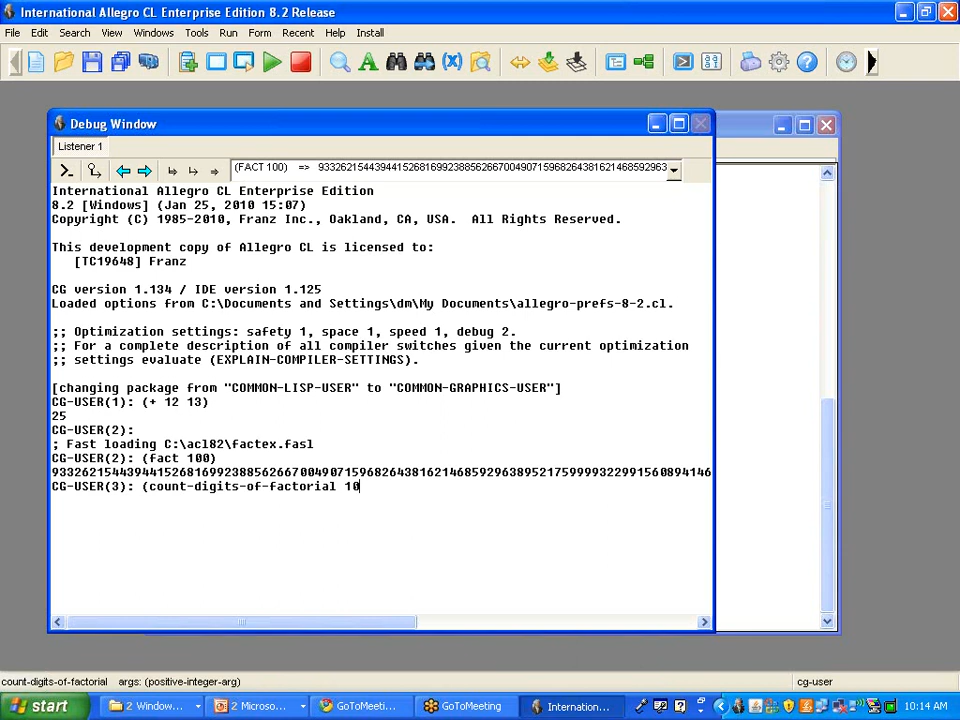 International Allegro CL Enterprise Edition 8.2 Release
File Edit Search View Windows Tools Run Form Recent Help Install
Debug Window
Listener 1
(FACT 100) => 93326215443944152681699238856266700490715968264381621468592963
International Allegro CL Enterprise Edition
8.2 [Windows] (Jan 25, 2010 15:07)
Copyright (C) 1985-2010, Franz Inc., Oakland, CA, USA. All Rights Reserved.
This development copy of Allegro CL is licensed to:
[TC19648] Franz
CG version 1.134 / IDE version 1.125
Loaded options from C:\Documents and Settings\dm\My Documents\allegro-prefs-8-2.cl.
;; Optimization settings: safety 1, space 1, speed 1, debug 2.
;; For a complete description of all compiler switches given the current optimization
;; settings evaluate (EXPLAIN-COMPILER-SETTINGS).
[changing package from "COMMON-LISP-USER" to "COMMON-GRAPHICS-USER"]
CG-USER(1): (+ 12 13)
25
CG-USER(2):
; Fast loading C:\acl82\factex.fasl
CG-USER(2): (fact 100)
9332621544394415268169923885626670049071596826438162146859296389521759999322991560894146
CG-USER(3): (count-digits-of-factorial 10
count-digits-of-factorial args: (positive-integer-arg)
cg-user
start
2 Window...
2 Microso...
GoToMeeti...
GoToMeeting
Internation...
10:14 AM